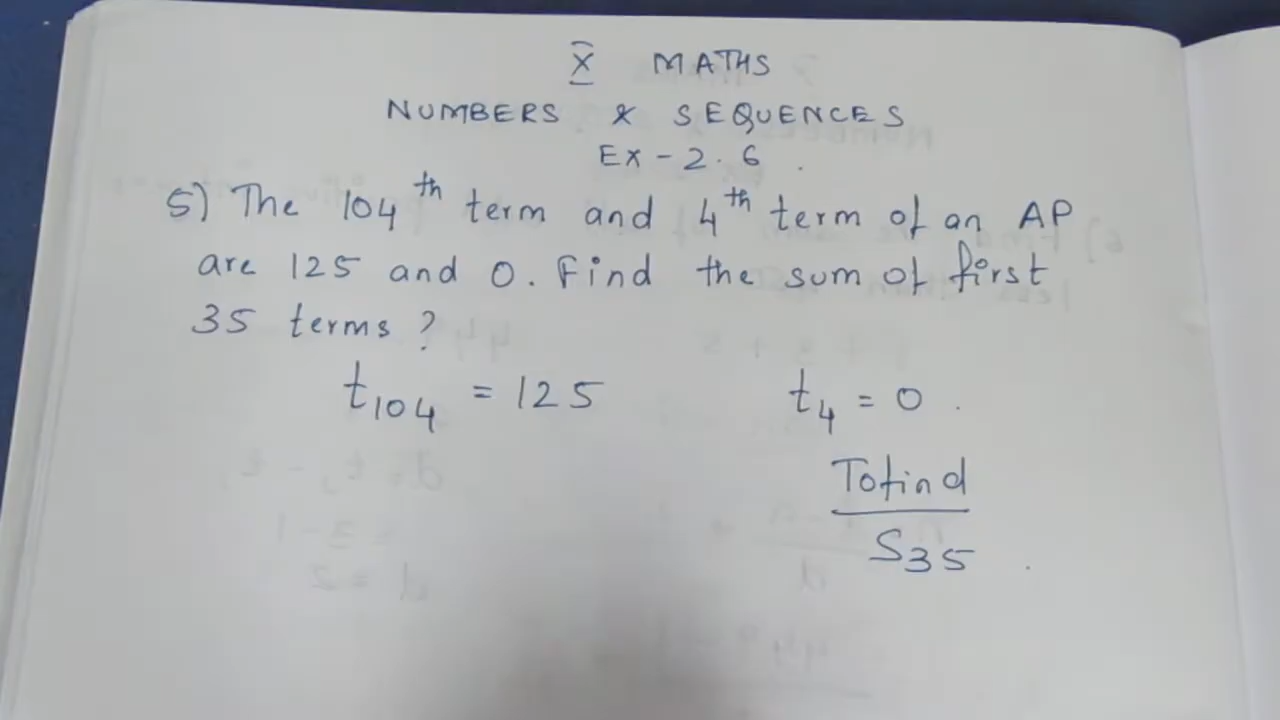 X MATHS
NUMBERS & SEQUENCES
Ex - 2.6.
5) The 104th term and 4th term of an AP
are 125 and 0. Find the sum of first
35 terms ?
t104 = 125 t4 = 0.
To find
S35.